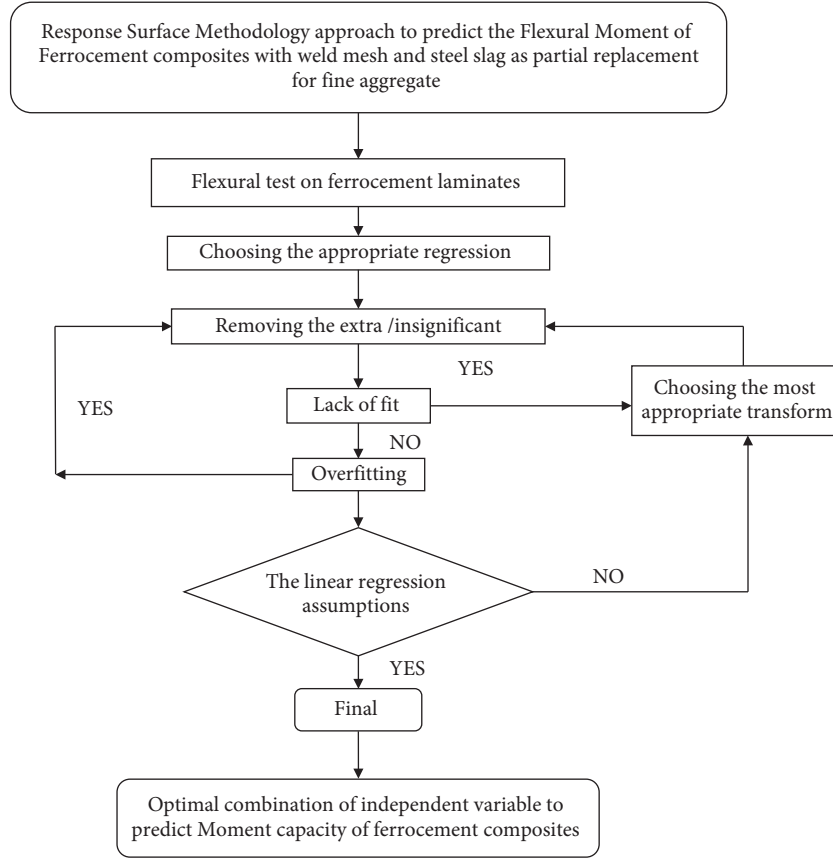 Response Surface Methodology approach to predict the Flexural Moment of
Ferrocement composites with weld mesh and steel slag as partial replacement
for fine aggregate
Flexural test on ferrocement laminates
Choosing the appropriate regression
Removing the extra /insignificant
YES
YES
Choosing the most
appropriate transform
Lack of fit
NO
Overfitting
The linear regression
assumptions
NO
YES
Final
Optimal combination of independent variable to
predict Moment capacity of ferrocement composites